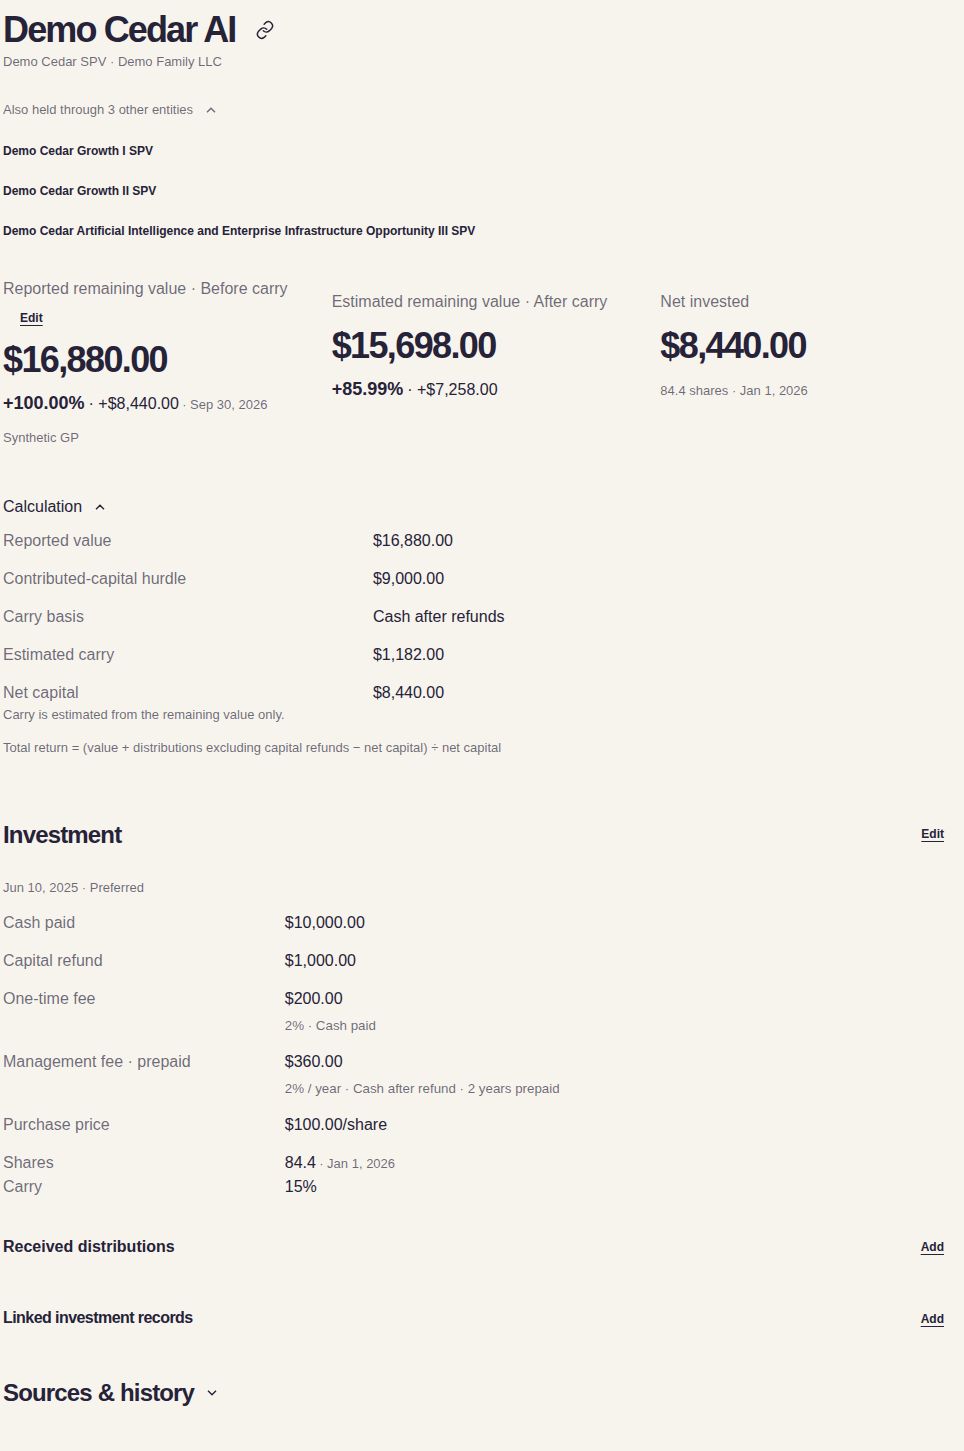 Demo Cedar AI
Demo Cedar SPV · Demo Family LLC
Also held through 3 other entities
Demo Cedar Growth I SPV
Demo Cedar Growth II SPV
Demo Cedar Artificial Intelligence and Enterprise Infrastructure Opportunity III SPV
Reported remaining value · Before carry
Edit
$16,880.00
+100.00% · +$8,440.00 · Sep 30, 2026
Synthetic GP
Estimated remaining value · After carry
$15,698.00
+85.99% · +$7,258.00
Net invested
$8,440.00
84.4 shares · Jan 1, 2026
Calculation
Reported value $16,880.00
Contributed-capital hurdle $9,000.00
Carry basis Cash after refunds
Estimated carry $1,182.00
Net capital $8,440.00
Carry is estimated from the remaining value only.
Total return = (value + distributions excluding capital refunds − net capital) ÷ net capital
Investment Edit
Jun 10, 2025 · Preferred
Cash paid $10,000.00
Capital refund $1,000.00
One-time fee $200.00
2% · Cash paid
Management fee · prepaid $360.00
2% / year · Cash after refund · 2 years prepaid
Purchase price $100.00/share
Shares 84.4 · Jan 1, 2026
Carry 15%
Received distributions Add
Linked investment records Add
Sources & history